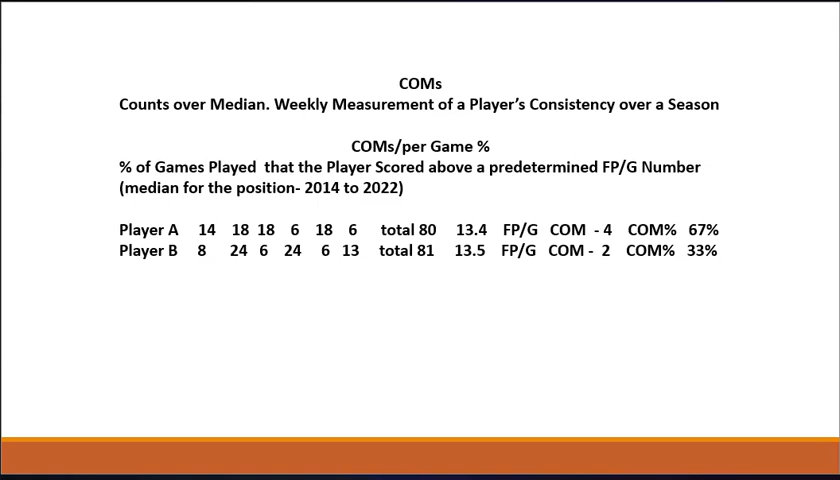 COMs
Counts over Median. Weekly Measurement of a Player's Consistency over a Season
COMs/per Game %
% of Games Played that the Player Scored above a predetermined FP/G Number
(median for the position- 2014 to 2022)
Player A 14 18 18 6 18 6 total 80 13.4 FP/G COM - 4 COM% 67%
Player B 8 24 6 24 6 13 total 81 13.5 FP/G COM - 2 COM% 33%